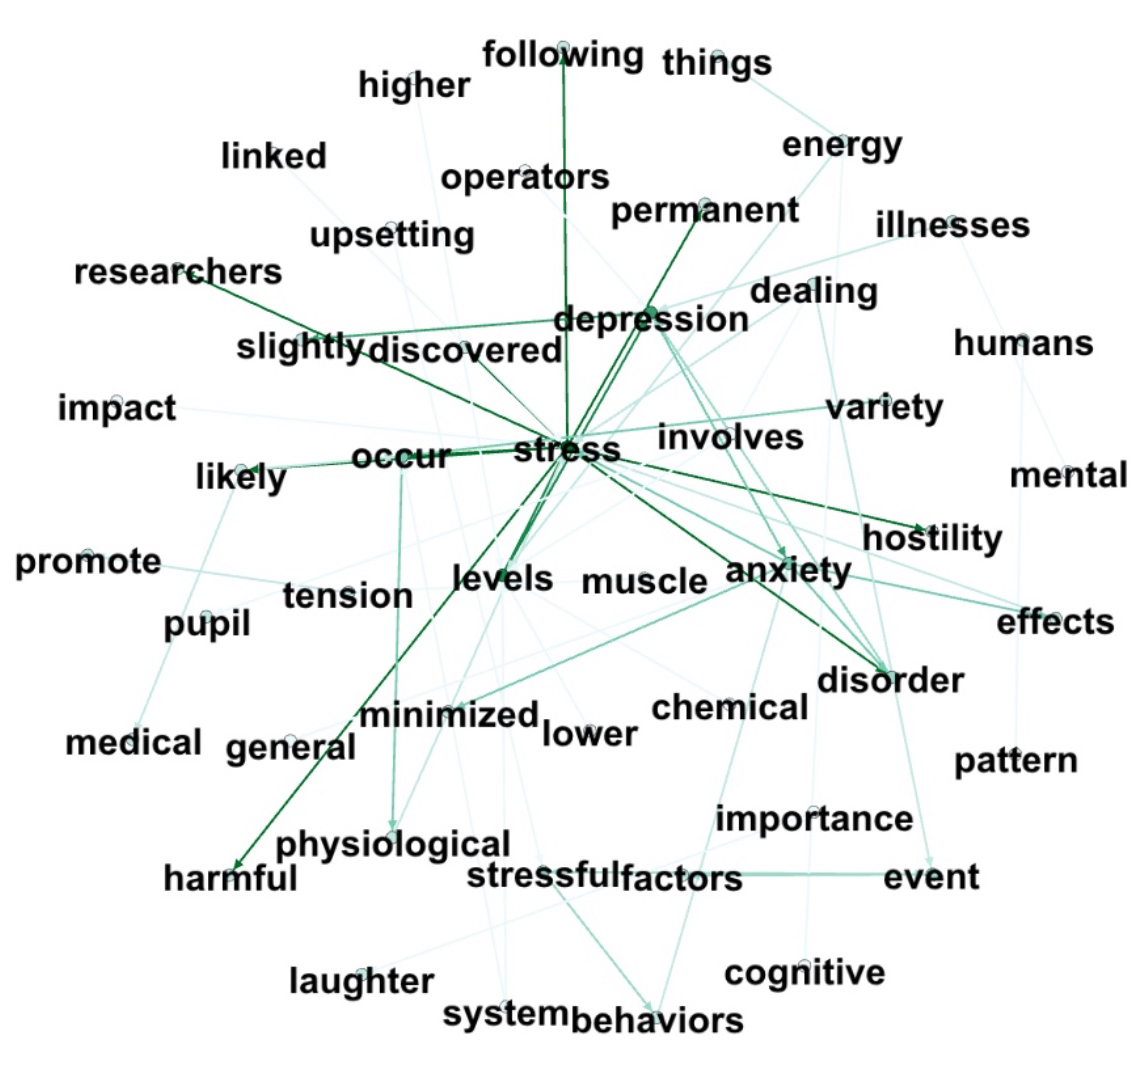 following
things
higher
energy
linked
operators
permanent
illnesses
upsetting
researchers
dealing
depression
slightly
discovered
humans
impact
variety
involves
stress
occur
likely
mental
hostility
promote
anxiety
levels
muscle
tension
pupil
effects
disorder
chemical
minimized
lower
medical
general
pattern
importance
physiological
harmful
stressful
factors
event
laughter
cognitive
system
behaviors